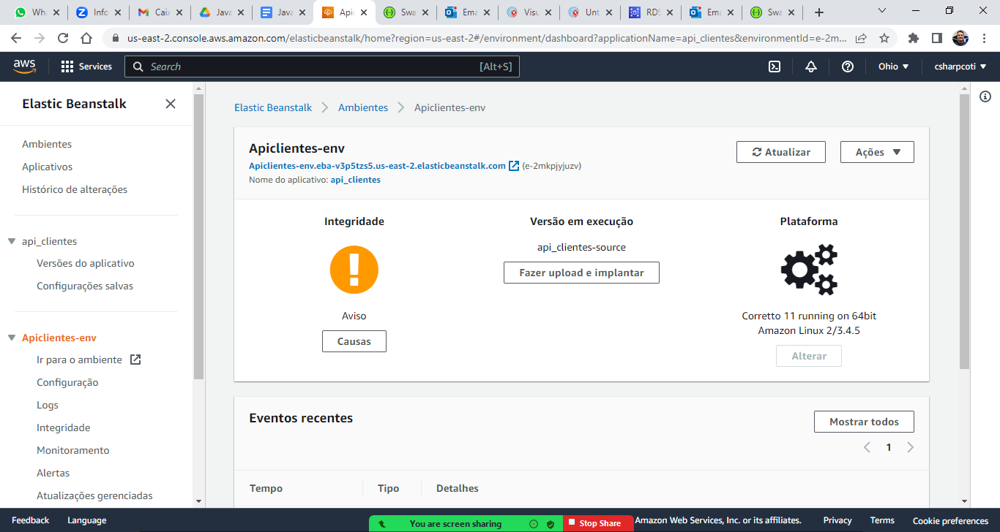 Wha
Info
Caix
Java
Java
Apic
Swa
Ema
Visu
Unt
RDS
Ema
Swa
us-east-2.console.aws.amazon.com/elasticbeanstalk/home?region=us-east-2#/environment/dashboard?applicationName=api_clientes&environmentId=e-2m...
aws
Services
Search
[Alt+S]
Ohio
csharpcoti
Elastic Beanstalk
Ambientes
Aplicativos
Histórico de alterações
api_clientes
Versões do aplicativo
Configurações salvas
Apiclientes-env
Ir para o ambiente
Configuração
Logs
Integridade
Monitoramento
Alertas
Atualizações gerenciadas
Elastic Beanstalk > Ambientes > Apiclientes-env
Apiclientes-env
Apiclientes-env.eba-v3p5tzs5.us-east-2.elasticbeanstalk.com (e-2mkpjyjuzv)
Nome do aplicativo: api_clientes
Atualizar
Ações
Integridade
Aviso
Causas
Versão em execução
api_clientes-source
Fazer upload e implantar
Plataforma
Corretto 11 running on 64bit
Amazon Linux 2/3.4.5
Alterar
Eventos recentes
Mostrar todos
1
Tempo
Tipo
Detalhes
Feedback
Language
You are screen sharing
Stop Share
Amazon Web Services, Inc. or its affiliates.
Privacy
Terms
Cookie preferences